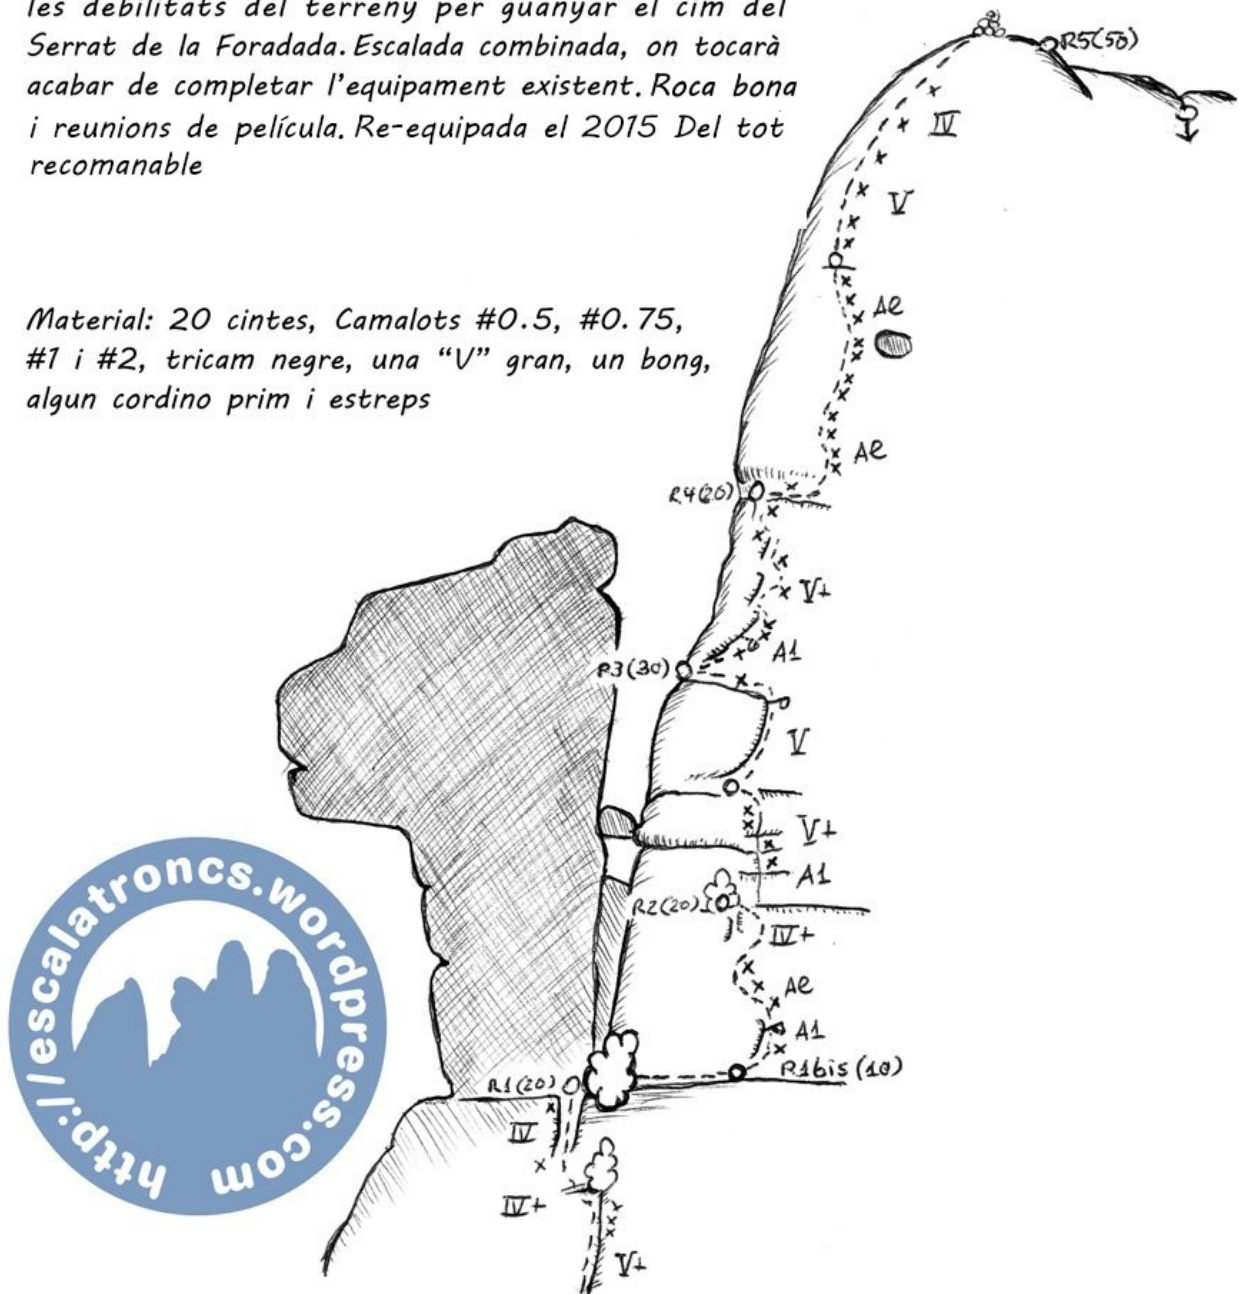 les debilitats del terreny per guanyar el cim del
Serrat de la Foradada. Escalada combinada, on tocarà
acabar de completar l'equipament existent. Roca bona
i reunions de película. Re-equipada el 2015 Del tot
recomanable
R5(50)
IV
V
Material: 20 cintes, Camalots #0.5, #0.75,
#1 i #2, tricam negre, una “V” gran, un bong,
algun cordino prim i estreps
Ae
Ae
R4(20)
V+
A1
R3(30)
V
V+
A1
R2(20)
IV+
Ae
A1
R1bis (10)
R1(20)
IV
IV+
V+
http://escalatroncs.wordpress.com